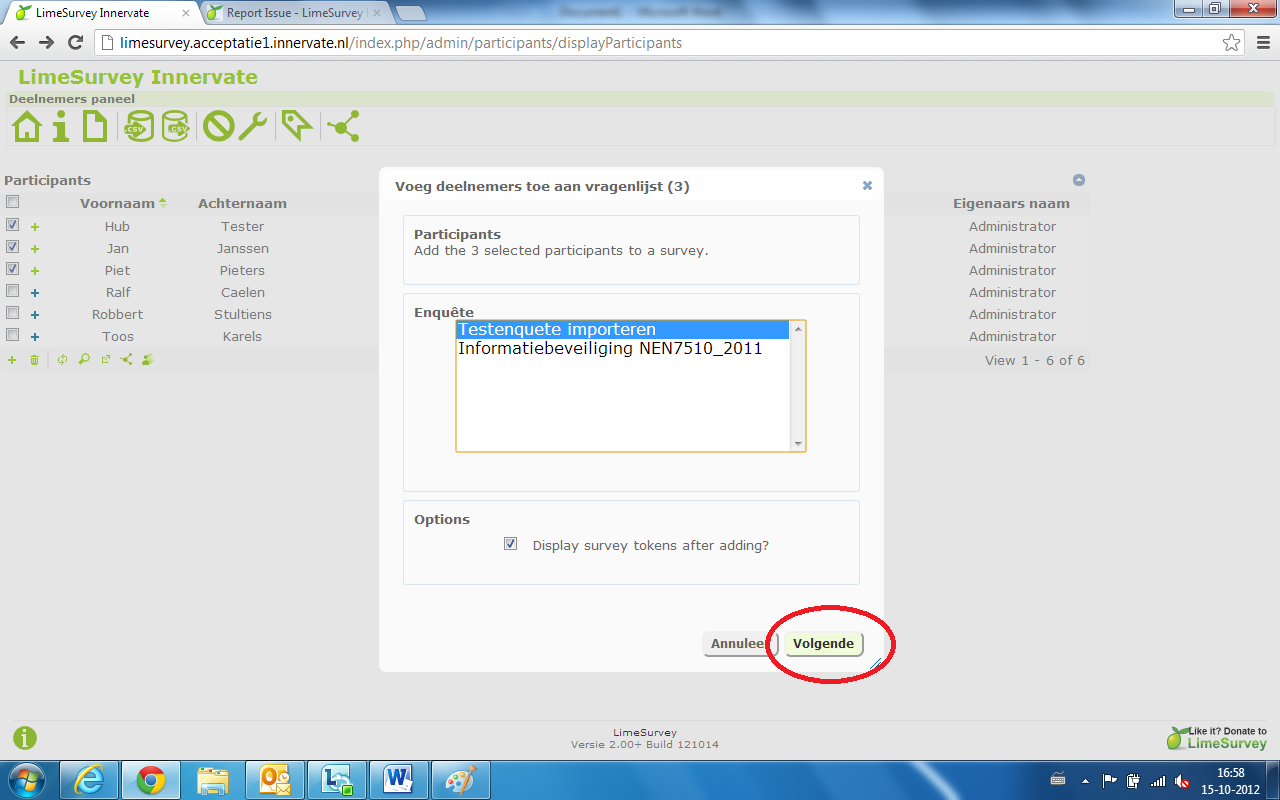 LimeSurvey Innervate
Report Issue - LimeSurvey
limesurvey.acceptatie1.innervate.nl/index.php/admin/participants/displayParticipants
LimeSurvey Innervate
Deelnemers paneel
CSV CSV
Participants
Voornaam Achternaam Eigenaars naam
Hub Tester Administrator
Jan Janssen Administrator
Piet Pieters Administrator
Ralf Caelen Administrator
Robbert Stultiens Administrator
Toos Karels Administrator
View 1 - 6 of 6
Voeg deelnemers toe aan vragenlijst (3)
Participants
Add the 3 selected participants to a survey.
Enquête
Testenquete importeren
Informatiebeveiliging NEN7510_2011
Options
Display survey tokens after adding?
Annuleer Volgende
LimeSurvey
Versie 2.00+ Build 121014
Like it? Donate to
LimeSurvey
16:58
15-10-2012